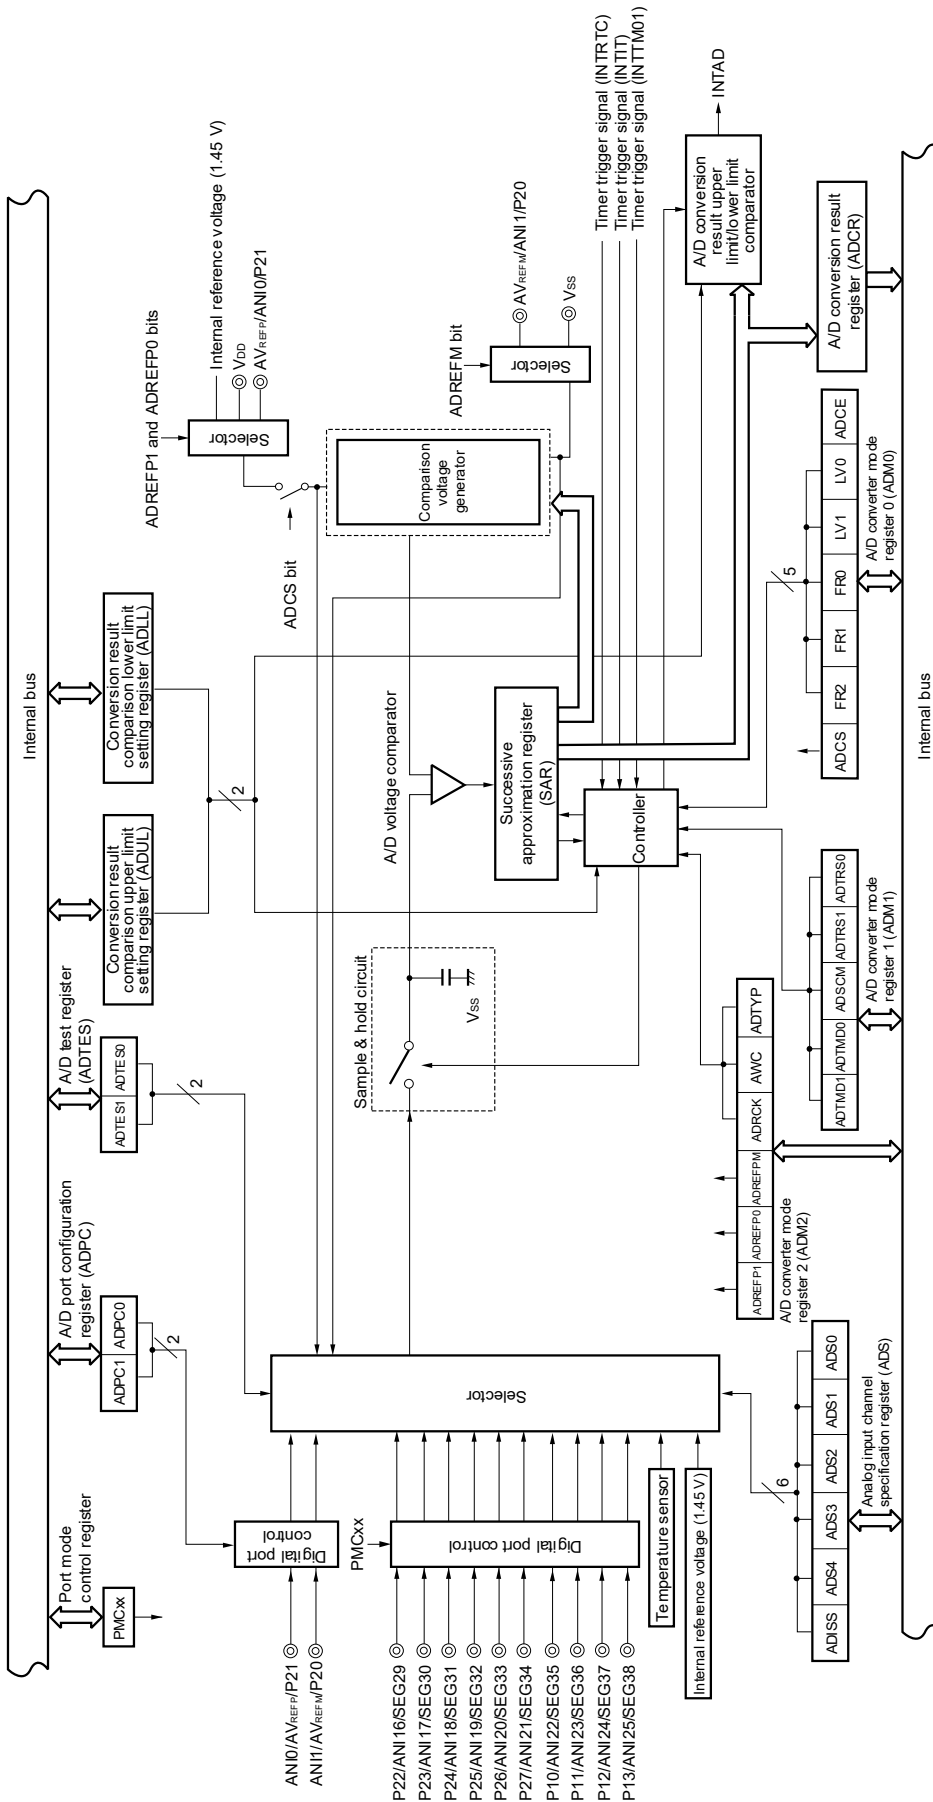 Internal bus
Port mode
control register
PMCxx
A/D port configuration
register (ADPC)
ADPC1
ADPC0
2
A/D test register
(ADTES)
ADTES1
ADTES0
2
Conversion result
comparison upper limit
setting register (ADUL)
Conversion result
comparison lower limit
setting register (ADLL)
2
ADREFP1 and ADREFP0 bits
Selector
Internal reference voltage (1.45 V)
VDD
AVREFP/ANI0/P21
ADCS bit
ANI0/AVREFP/P21
ANI1/AVREFM/P20
Digital port
control
PMCxx
P22/ANI16/SEG29
P23/ANI17/SEG30
P24/ANI18/SEG31
P25/ANI19/SEG32
P26/ANI20/SEG33
P27/ANI21/SEG34
P10/ANI22/SEG35
P11/ANI23/SEG36
P12/ANI24/SEG37
P13/ANI25/SEG38
Digital port control
Selector
Temperature sensor
Internal reference voltage (1.45 V)
Sample & hold circuit
VSS
A/D voltage comparator
Comparison
voltage
generator
ADREFM bit
Selector
AVREFM/ANI1/P20
VSS
Successive
approximation register
(SAR)
Controller
Timer trigger signal (INTRTC)
Timer trigger signal (INTIT)
Timer trigger signal (INTTM01)
A/D conversion
result upper
limit/lower limit
comparator
INTAD
A/D conversion result
register (ADCR)
6
ADISS
ADS4
ADS3
ADS2
ADS1
ADS0
Analog input channel
specification register (ADS)
ADREFP1
ADREFP0
ADREFPM
ADRCK
AWC
ADTYP
A/D converter mode
register 2 (ADM2)
ADTMD1
ADTMD0
ADSCM
ADTRS1
ADTRS0
A/D converter mode
register 1 (ADM1)
5
ADCS
FR2
FR1
FR0
LV1
LV0
ADCE
A/D converter mode
register 0 (ADM0)
Internal bus